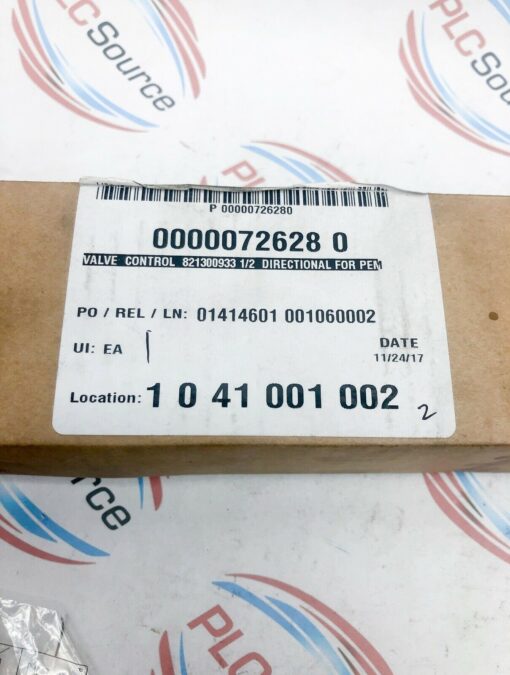 PLC Source
PLC Source
P 00000726280
0000072628 0
VALVE CONTROL 821300933 1/2 DIRECTIONAL FOR PEM
PO / REL / LN: 01414601 001060002
UI: EA |
DATE
11/24/17
Location: 1 0 41 001 002 2
Source
PLC Source